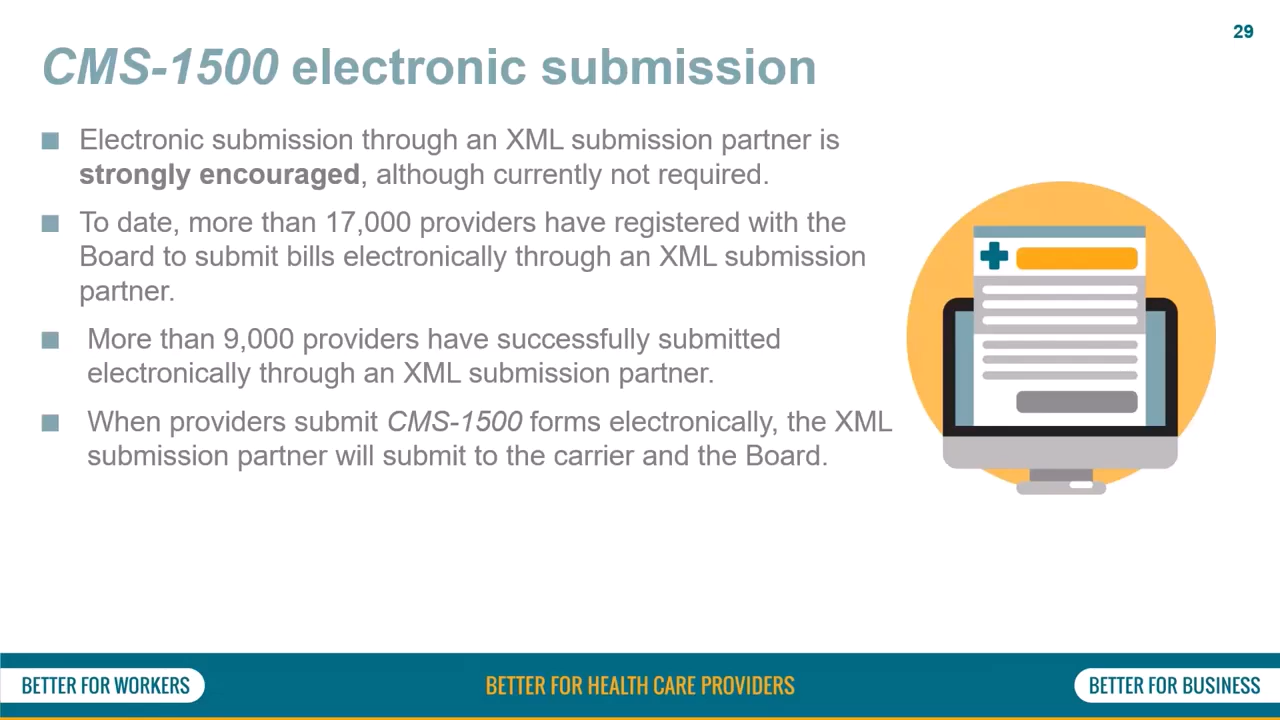 29
CMS-1500 electronic submission
Electronic submission through an XML submission partner is
strongly encouraged, although currently not required.
To date, more than 17,000 providers have registered with the
Board to submit bills electronically through an XML submission
partner.
More than 9,000 providers have successfully submitted
electronically through an XML submission partner.
When providers submit CMS-1500 forms electronically, the XML
submission partner will submit to the carrier and the Board.
BETTER FOR WORKERS
BETTER FOR HEALTH CARE PROVIDERS
BETTER FOR BUSINESS